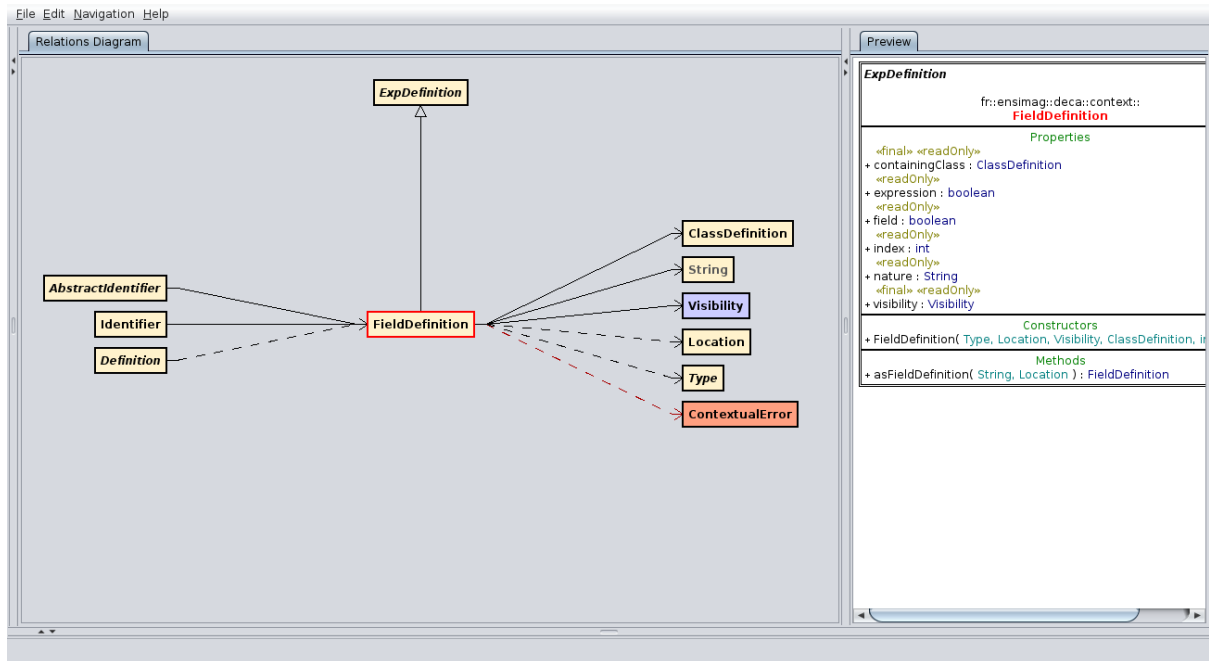 File Edit Navigation Help
Relations Diagram
Preview
ExpDefinition
AbstractIdentifier
Identifier
Definition
FieldDefinition
ClassDefinition
String
Visibility
Location
Type
ContextualError
ExpDefinition
fr::ensimag::deca::context::
FieldDefinition
Properties
«final» «readOnly»
+ containingClass : ClassDefinition
«readOnly»
+ expression : boolean
«readOnly»
+ field : boolean
«readOnly»
+ index : int
«readOnly»
+ nature : String
«final» «readOnly»
+ visibility : Visibility
Constructors
+ FieldDefinition( Type, Location, Visibility, ClassDefinition,
Methods
+ asFieldDefinition( String, Location ) : FieldDefinition